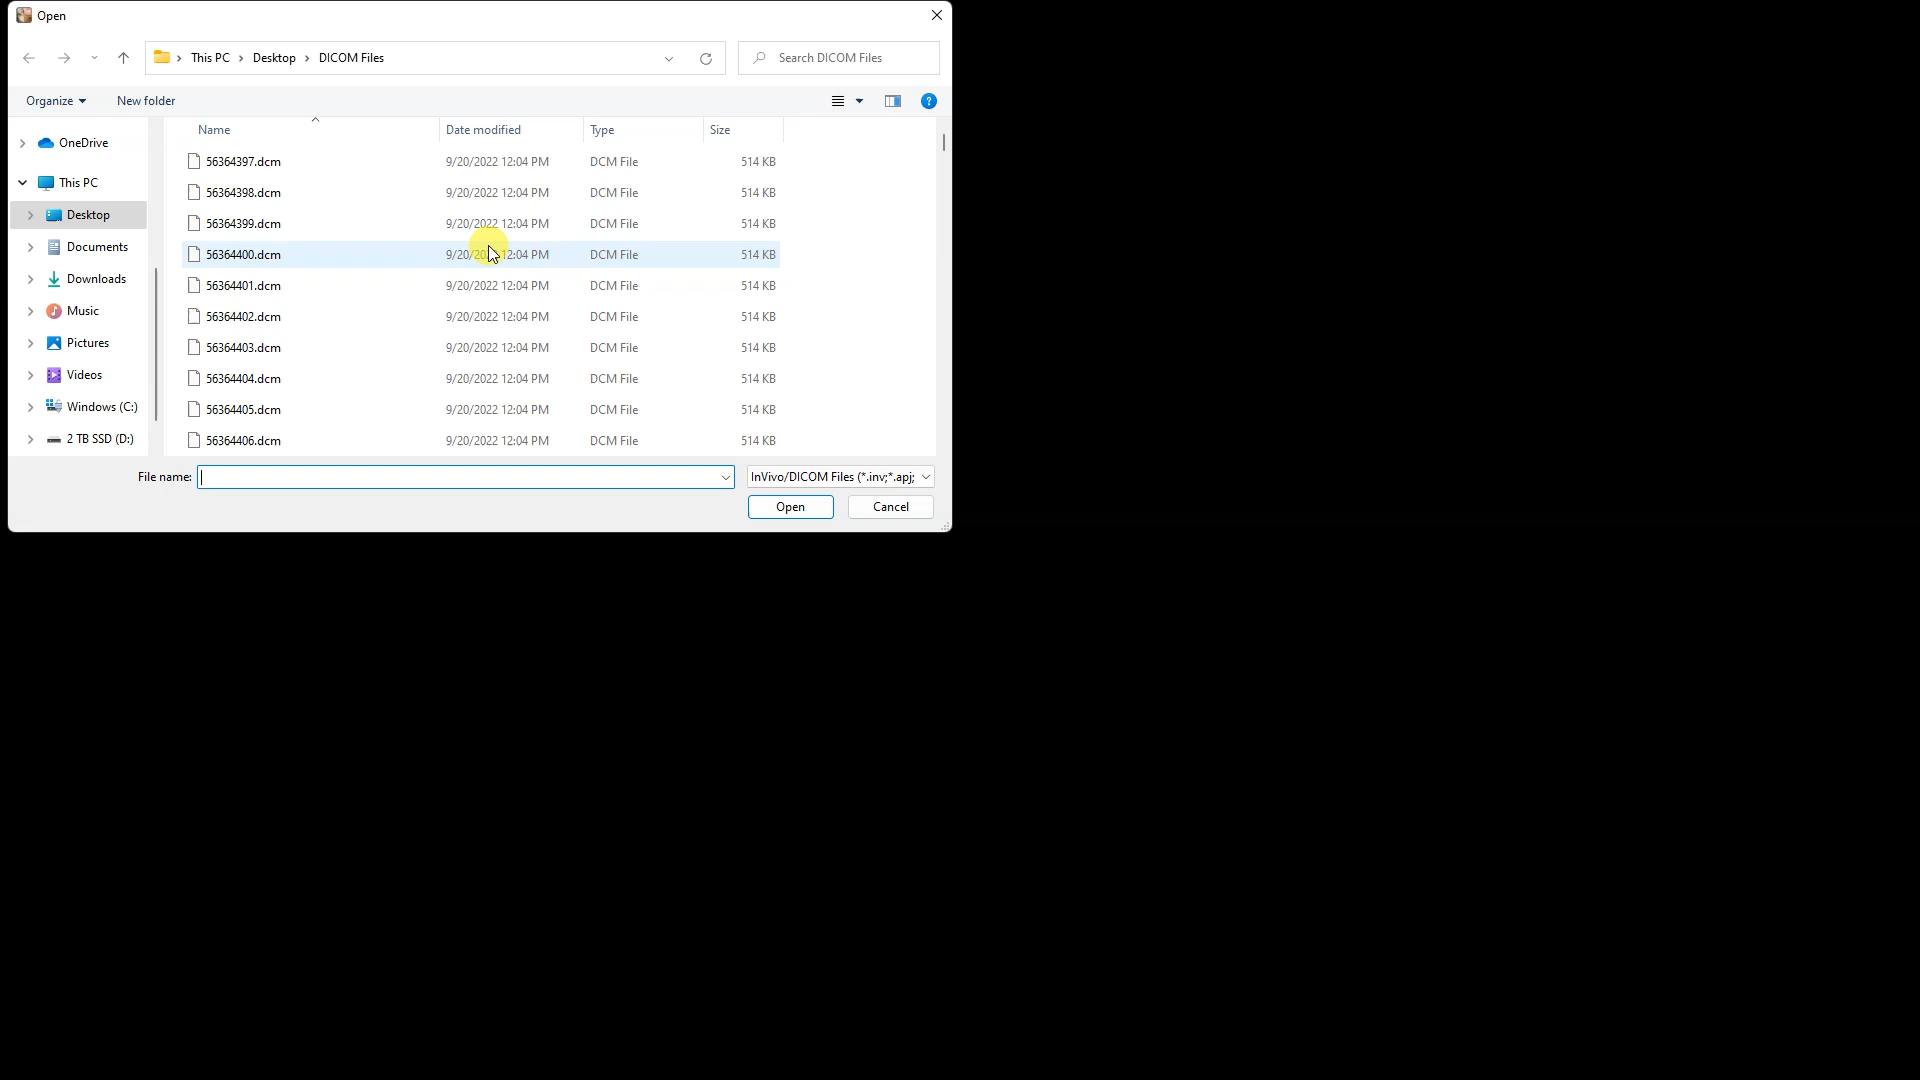 Open
This PC > Desktop > DICOM Files
Search DICOM Files
Organize
New folder
?
Name Date modified Type Size
OneDrive
This PC
Desktop
Documents
Downloads
Music
Pictures
Videos
Windows (C:)
2 TB SSD (D:)
56364397.dcm 9/20/2022 12:04 PM DCM File 514 KB
56364398.dcm 9/20/2022 12:04 PM DCM File 514 KB
56364399.dcm 9/20/2022 12:04 PM DCM File 514 KB
56364400.dcm 9/20/ 12:04 PM DCM File 514 KB
56364401.dcm 9/20/2022 12:04 PM DCM File 514 KB
56364402.dcm 9/20/2022 12:04 PM DCM File 514 KB
56364403.dcm 9/20/2022 12:04 PM DCM File 514 KB
56364404.dcm 9/20/2022 12:04 PM DCM File 514 KB
56364405.dcm 9/20/2022 12:04 PM DCM File 514 KB
56364406.dcm 9/20/2022 12:04 PM DCM File 514 KB
File name:
InVivo/DICOM Files (*.inv;*.apj;
Open
Cancel